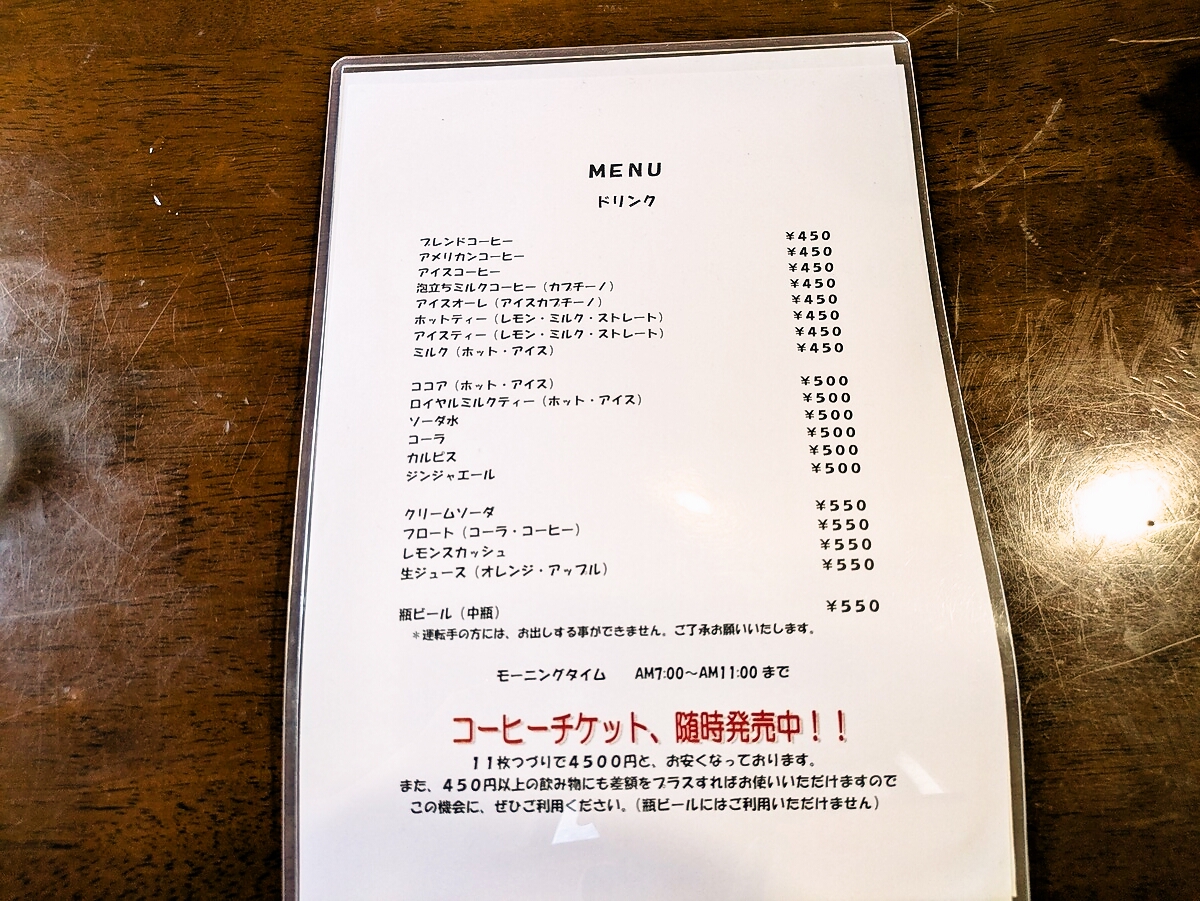 MENU
ドリンク
ブレンドコーヒー ¥450
アメリカンコーヒー ¥450
アイスコーヒー ¥450
泡立ちミルクコーヒー（カプチーノ） ¥450
アイスオーレ（アイスカプチーノ） ¥450
ホットティー（レモン・ミルク・ストレート） ¥450
アイスティー（レモン・ミルク・ストレート） ¥450
ミルク（ホット・アイス） ¥450
ココア（ホット・アイス） ¥500
ロイヤルミルクティー（ホット・アイス） ¥500
ソーダ水 ¥500
コーラ ¥500
カルピス ¥500
ジンジャエール ¥500
クリームソーダ ¥550
フロート（コーラ・コーヒー） ¥550
レモンスカッシュ ¥550
生ジュース（オレンジ・アップル） ¥550
瓶ビール（中瓶） ¥550
＊運転手の方には、お出しする事ができません。ご了承お願いいたします。
モーニングタイム AM7:00〜AM11:00 まで
コーヒーチケット、随時発売中！！
１１枚つづりで４５００円と、お安くなっております。
また、４５０円以上の飲み物にも差額をプラスすればお使いいただけますので
この機会に、ぜひご利用ください。（瓶ビールにはご利用いただけません）